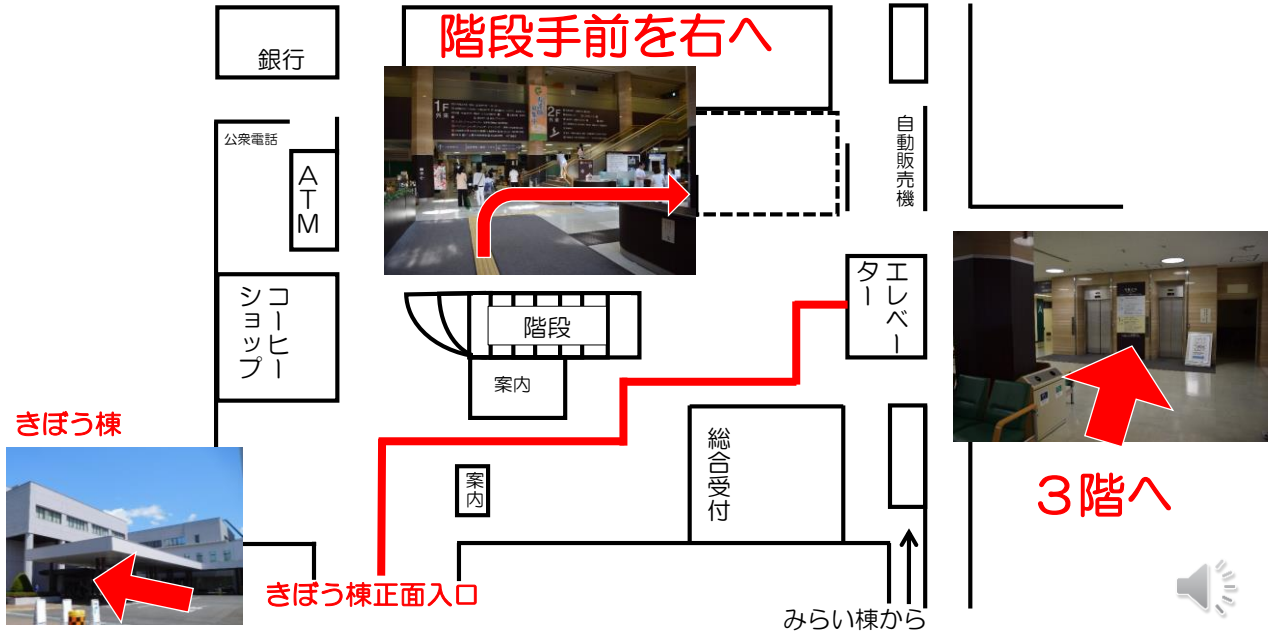 階段手前を右へ
銀行
1F
2F
公衆電話
ATM
自動販売機
エレベーター
コーヒーショップ
階段
案内
きぼう棟
総合受付
案内
3階へ
きぼう棟正面入口
みらい棟から